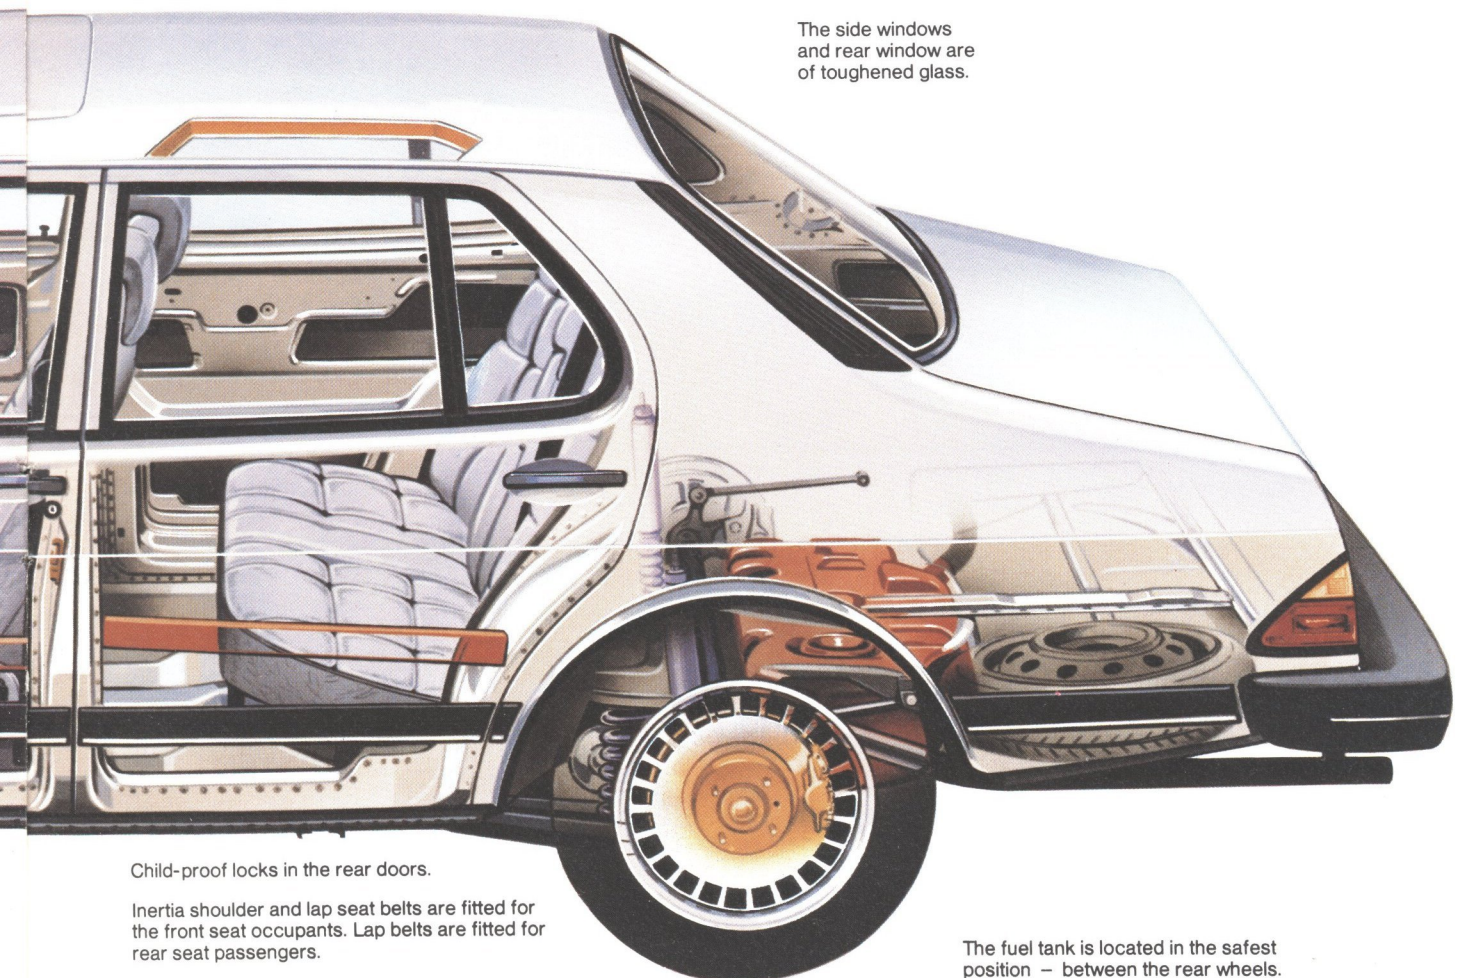 The side windows
and rear window are
of toughened glass.
Child-proof locks in the rear doors.
Inertia shoulder and lap seat belts are fitted for
the front seat occupants. Lap belts are fitted for
rear seat passengers.
The fuel tank is located in the safest
position – between the rear wheels.